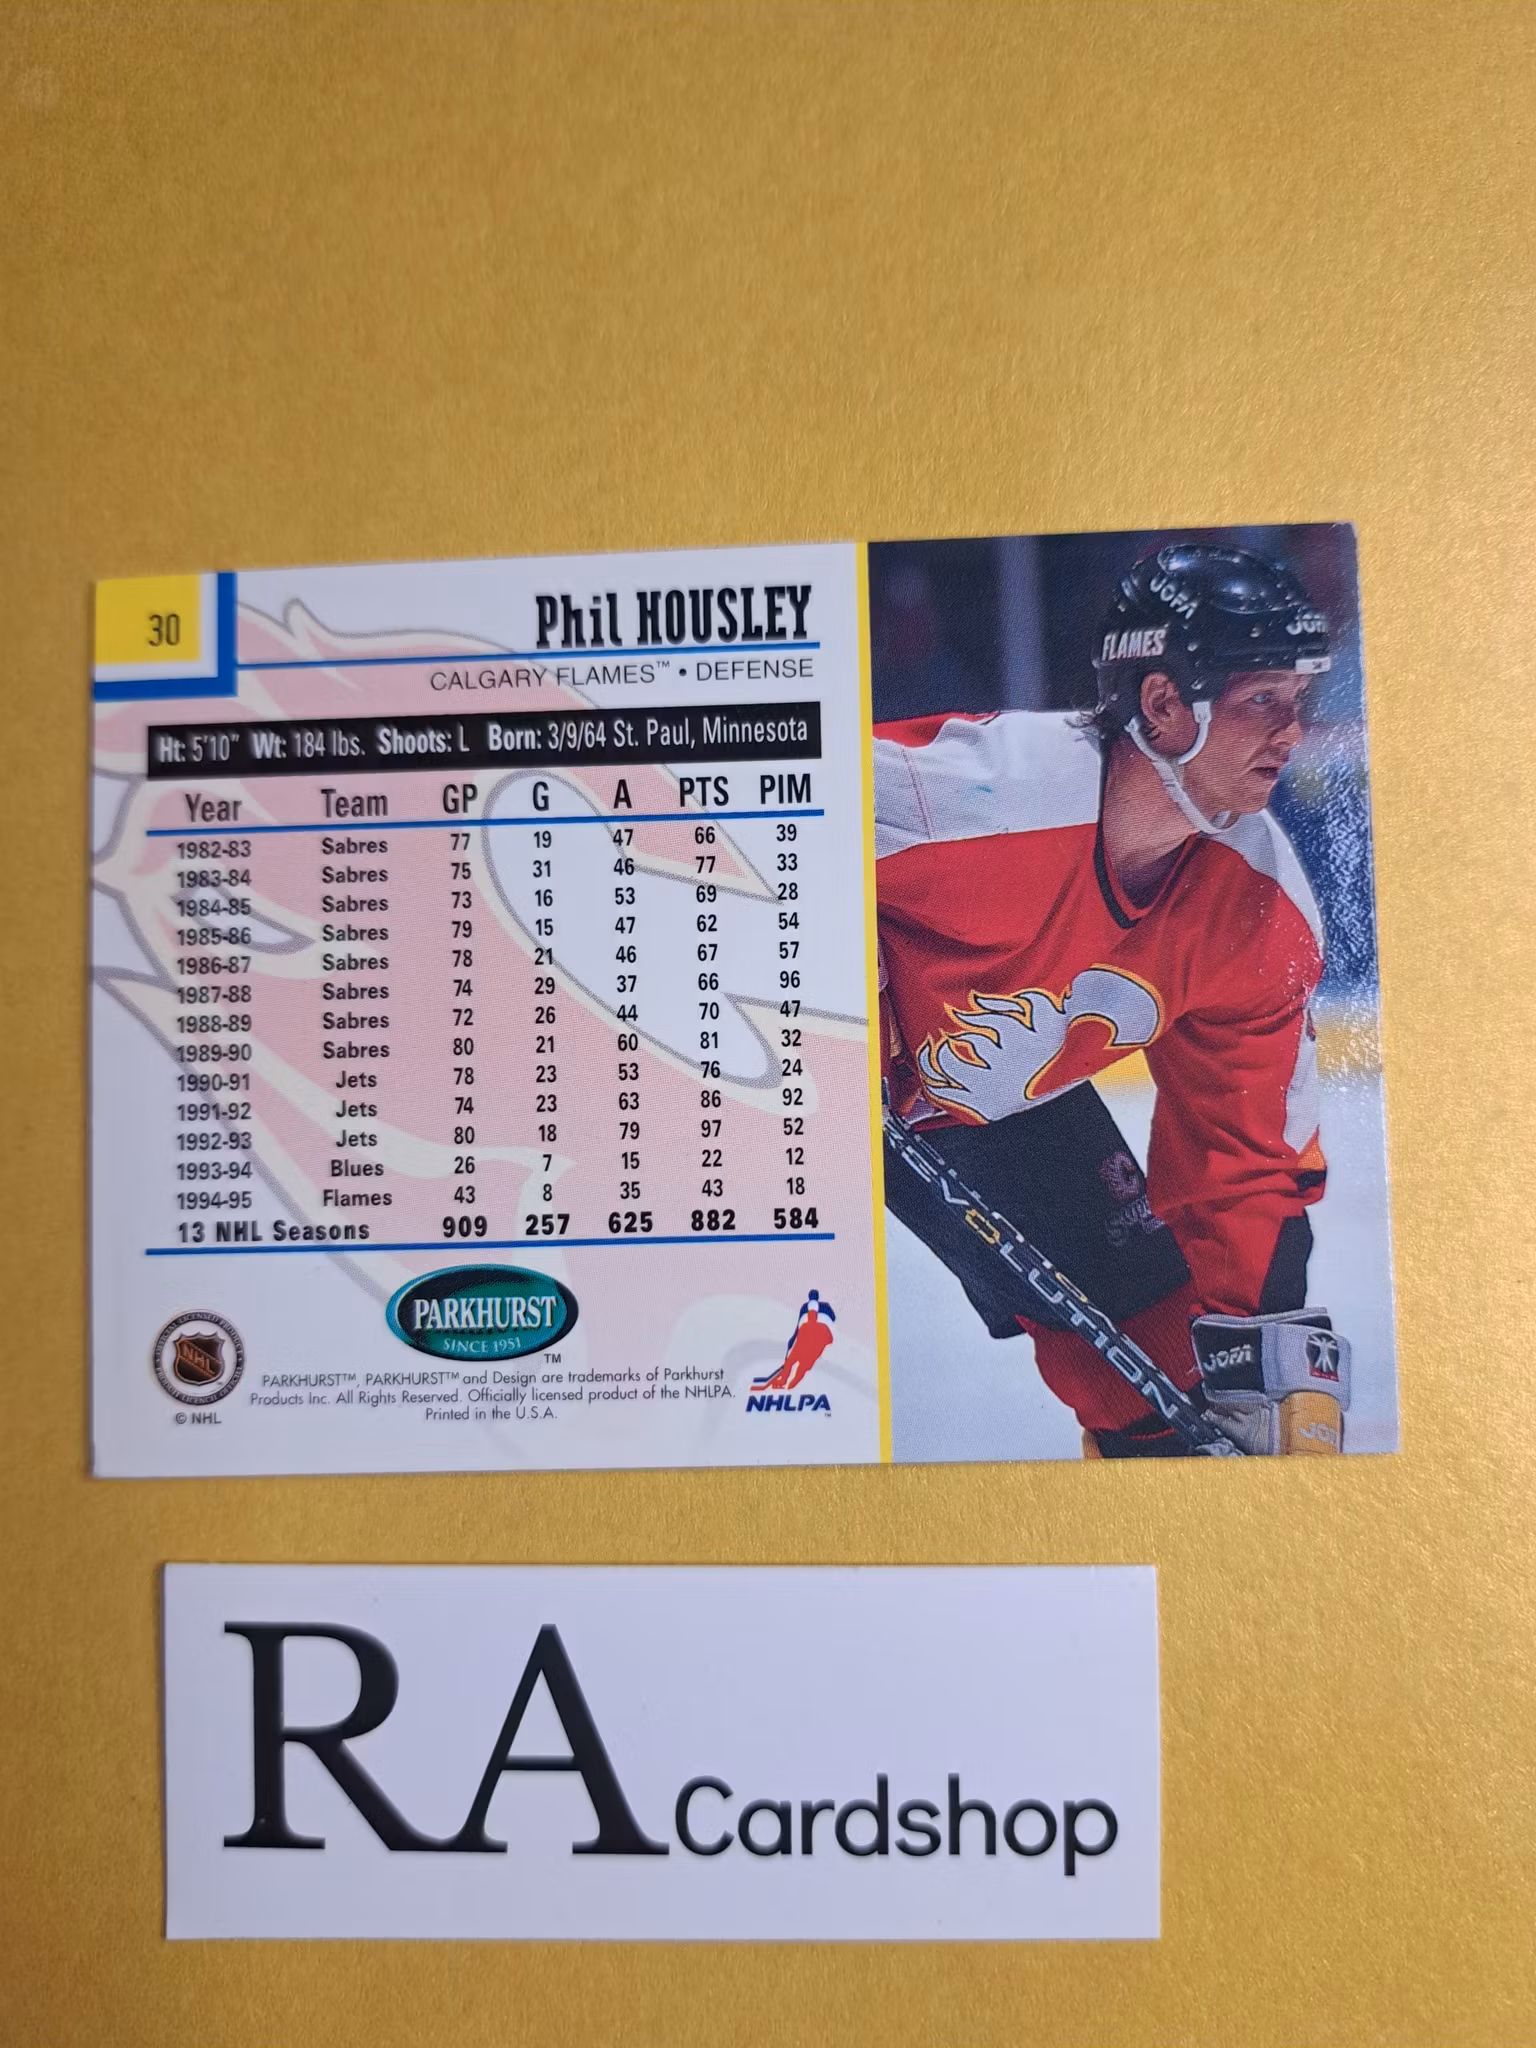 30
Phil HOUSLEY
CALGARY FLAMES™ • DEFENSE
Ht: 5'10" Wt: 184 lbs. Shoots: L Born: 3/9/64 St. Paul, Minnesota
Year Team GP G A PTS PIM
1982-83 Sabres 77 19 47 66 39
1983-84 Sabres 75 31 46 77 33
1984-85 Sabres 73 16 53 69 28
1985-86 Sabres 79 15 47 62 54
1986-87 Sabres 78 21 46 67 57
1987-88 Sabres 74 29 37 66 96
1988-89 Sabres 72 26 44 70 47
1989-90 Sabres 80 21 60 81 32
1990-91 Jets 78 23 53 76 24
1991-92 Jets 74 23 63 86 92
1992-93 Jets 80 18 79 97 52
1993-94 Blues 26 7 15 22 12
1994-95 Flames 43 8 35 43 18
13 NHL Seasons 909 257 625 882 584
PARKHURST
SINCE 1951
™
NHL
© NHL
PARKHURST™, PARKHURST™ and Design are trademarks of Parkhurst
Products Inc. All Rights Reserved. Officially licensed product of the NHLPA.
Printed in the U.S.A.
NHLPA
™
JOFA
FLAMES
REVOLUTION
JOFA
RA Cardshop